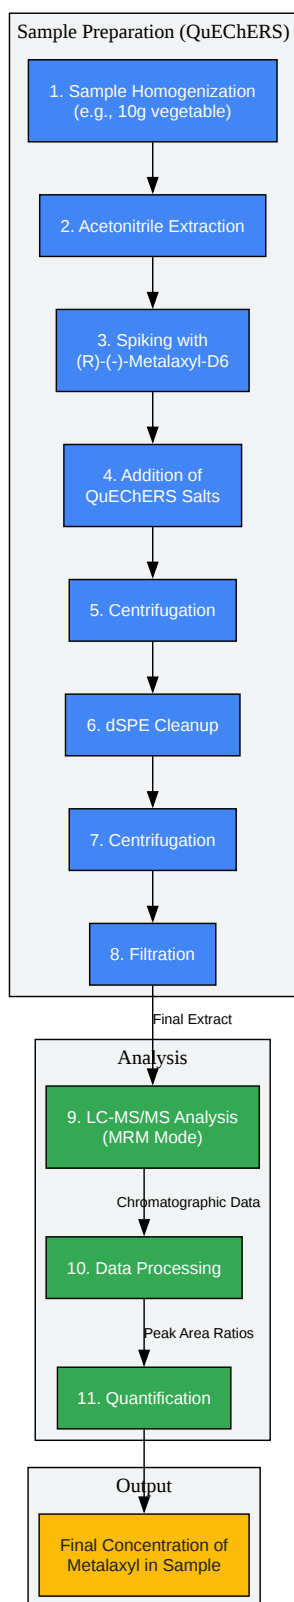 Sample Preparation (QuEChERS)
1. Sample Homogenization
(e.g., 10g vegetable)
2. Acetonitrile Extraction
3. Spiking with
(R)-(-)-Metalaxyl-D6
4. Addition of
QuEChERS Salts
5. Centrifugation
6. dSPE Cleanup
7. Centrifugation
8. Filtration
Final Extract
Analysis
9. LC-MS/MS Analysis
(MRM Mode)
Chromatographic Data
10. Data Processing
Peak Area Ratios
11. Quantification
Output
Final Concentration of
Metalaxyl in Sample